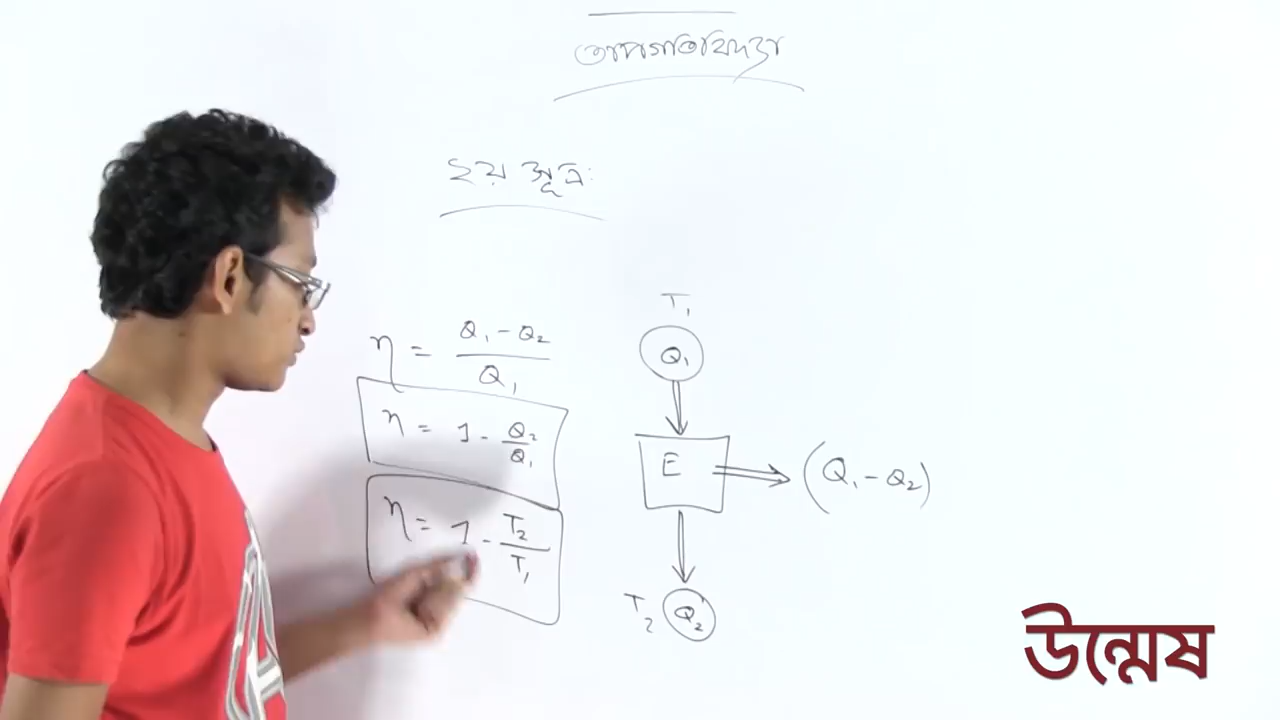 তাপগতিবিদ্যা
২য় সূত্র:
η = Q₁ - Q₂ / Q₁
η = 1 - Q₂ / Q₁
η = 1 - T₂ / T₁
T₁
Q₁
E
(Q₁ - Q₂)
T₂ Q₂
উন্মেষ